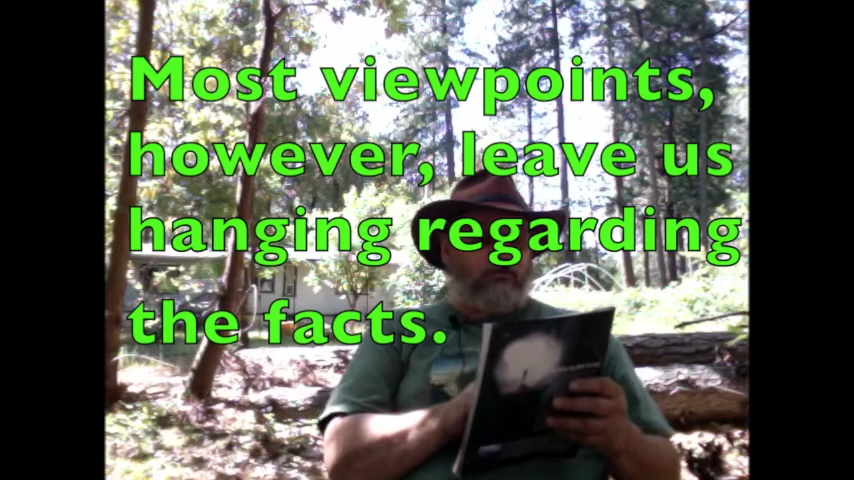 Most viewpoints,
however, leave us
hanging regarding
the facts.